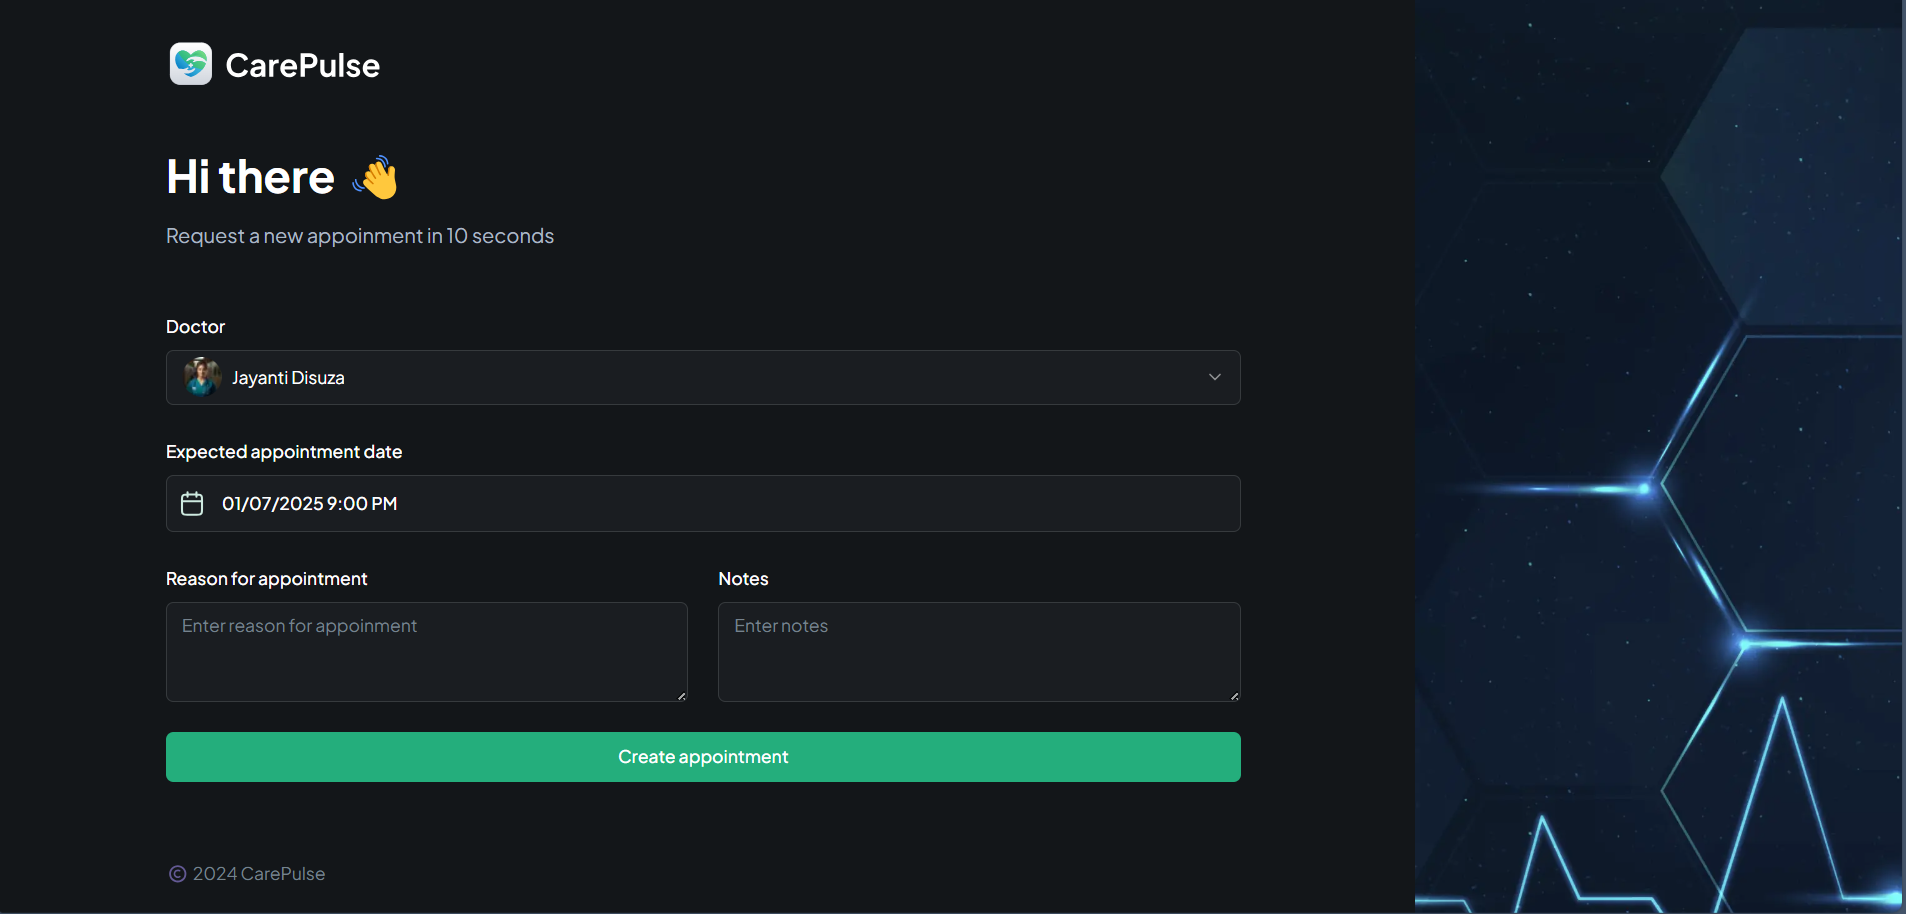 CarePulse
Hi there 👋
Request a new appoinment in 10 seconds
Doctor
Jayanti Disuza
Expected appointment date
01/07/2025 9:00 PM
Reason for appointment
Enter reason for appoinment
Notes
Enter notes
Create appointment
© 2024 CarePulse